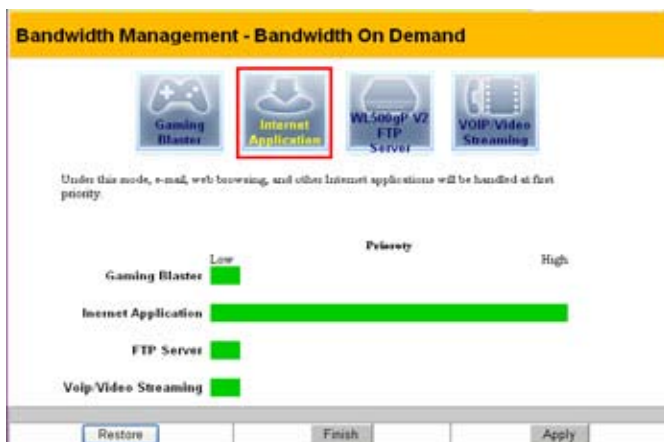 Bandwidth Management - Bandwidth On Demand
Gaming Blaster
Internet Application
WL500gP V2 FTP Server
VOIP/Video Streaming
Under this mode, e-mail, web browsing, and other Internet applications will be handled at first
priority.
Priority
Low High
Gaming Blaster
Inernet Application
FTP Server
Voip/Video Streaming
Restore Finish Apply